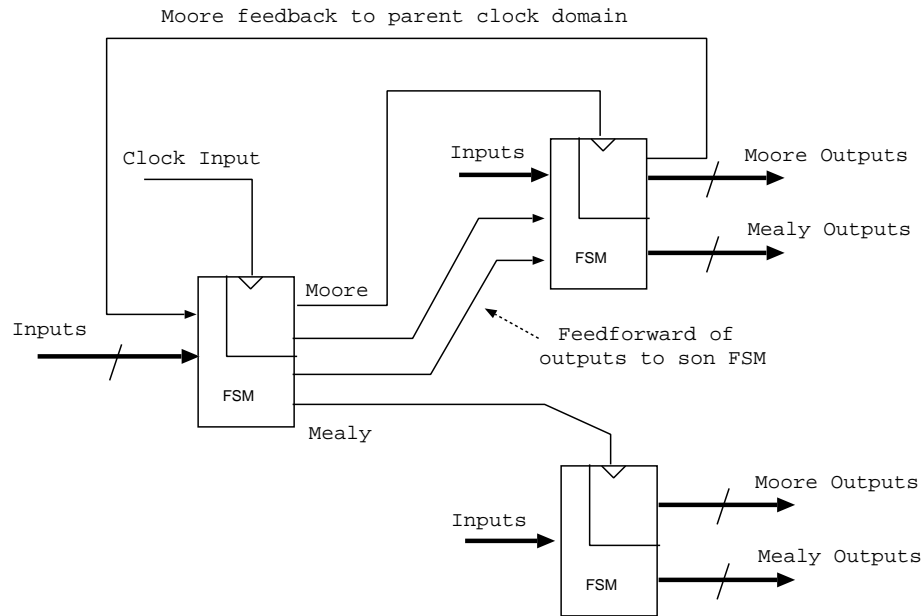 Moore feedback to parent clock domain
Clock Input
Inputs
Moore Outputs
Mealy Outputs
FSM
Moore
Inputs
Feedforward of
outputs to son FSM
FSM
Mealy
Moore Outputs
Inputs
Mealy Outputs
FSM